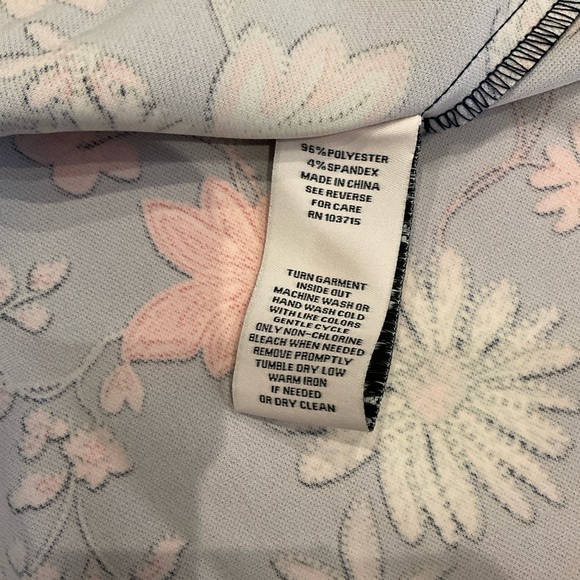 96% POLYESTER
4% SPANDEX
MADE IN CHINA
SEE REVERSE
FOR CARE
RN 103715
TURN GARMENT
INSIDE OUT
MACHINE WASH OR
HAND WASH COLD
WITH LIKE COLORS
GENTLE CYCLE
ONLY NON-CHLORINE
BLEACH WHEN NEEDED
REMOVE PROMPTLY
TUMBLE DRY LOW
WARM IRON
IF NEEDED
OR DRY CLEAN